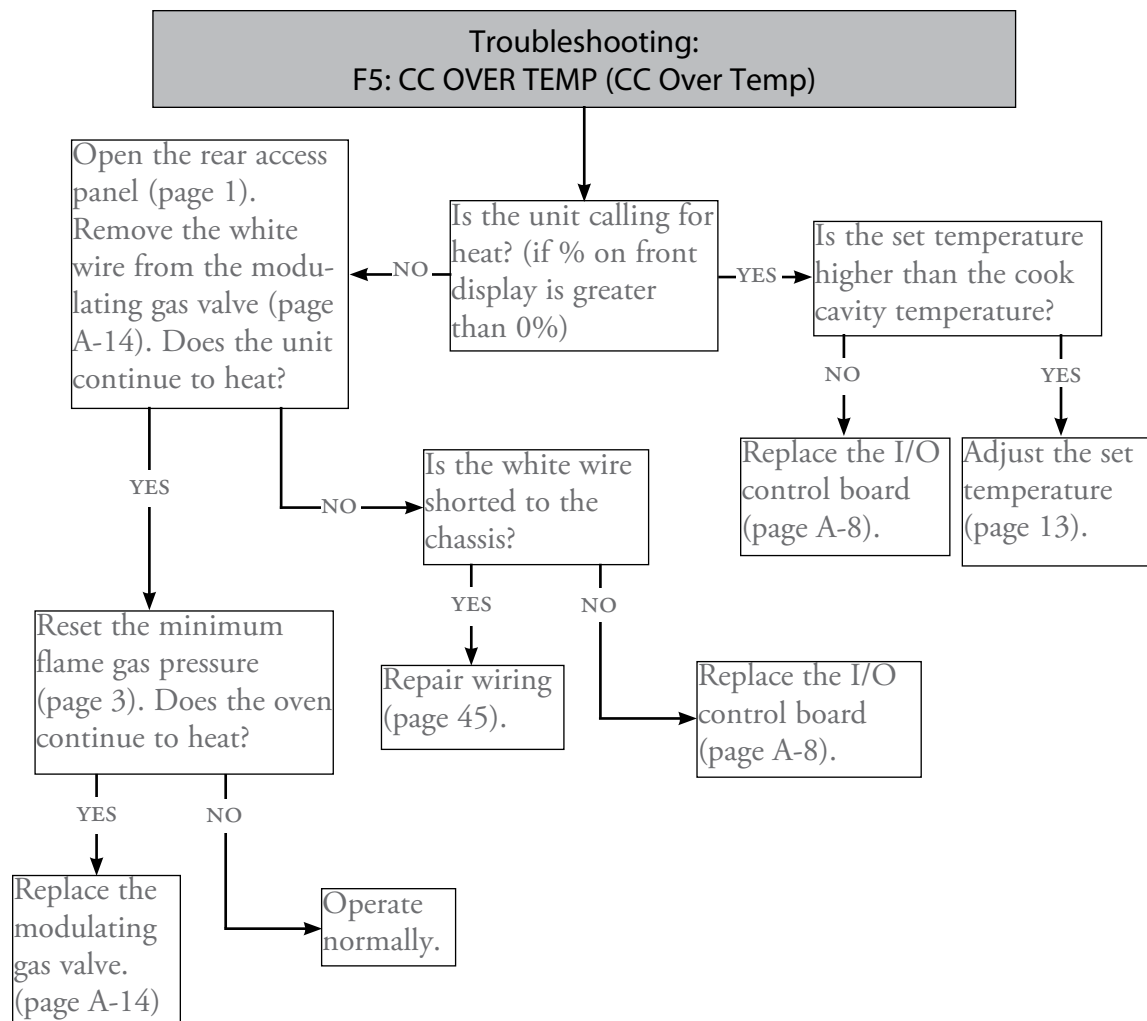 Troubleshooting:
F5: CC OVER TEMP (CC Over Temp)
Open the rear access
panel (page 1).
Remove the white
wire from the modu-
lating gas valve (page
A-14). Does the unit
continue to heat?
NO
Is the unit calling for
heat? (if % on front
display is greater
than 0%)
YES
Is the set temperature
higher than the cook
cavity temperature?
NO
YES
Replace the I/O
control board
(page A-8).
Adjust the set
temperature
(page 13).
YES
NO
Is the white wire
shorted to the
chassis?
YES
NO
Repair wiring
(page 45).
Replace the I/O
control board
(page A-8).
Reset the minimum
flame gas pressure
(page 3). Does the oven
continue to heat?
YES
NO
Replace the
modulating
gas valve.
(page A-14)
Operate
normally.